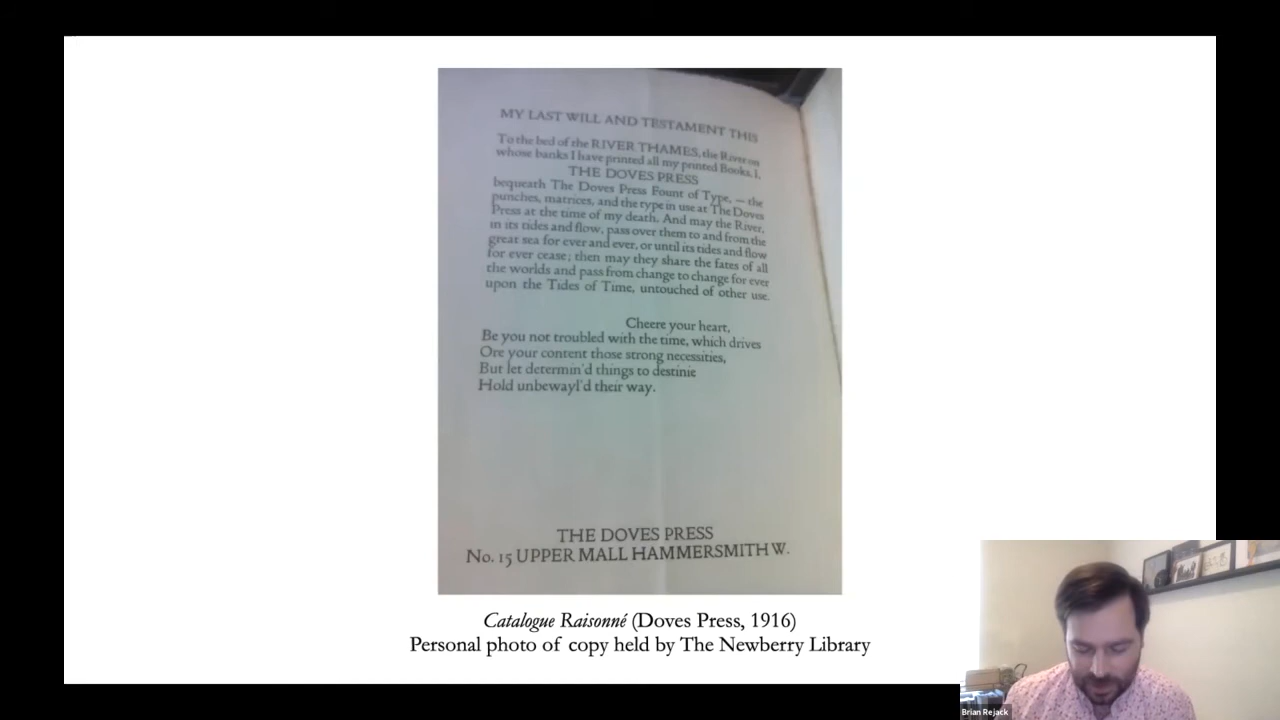 MY LAST WILL AND TESTAMENT THIS
To the bed of the RIVER THAMES, the River on
whose banks I have printed all my printed Books, I,
THE DOVES PRESS
bequeath The Doves Press Fount of Type, — the
punches, matrices, and the type in use at The Doves
Press at the time of my death. And may the River,
in its tides and flow, pass over them to and from the
great sea for ever and ever, or until its tides and flow
for ever cease; then may they share the fates of all
the worlds and pass from change to change for ever
upon the Tides of Time, untouched of other use.
Cheere your heart,
Be you not troubled with the time, which drives
Ore your content those strong necessities,
But let determin'd things to destinie
Hold unbewayl'd their way.
THE DOVES PRESS
No. 15 UPPER MALL HAMMERSMITH W.
Catalogue Raisonné (Doves Press, 1916)
Personal photo of copy held by The Newberry Library
Brian Rejack